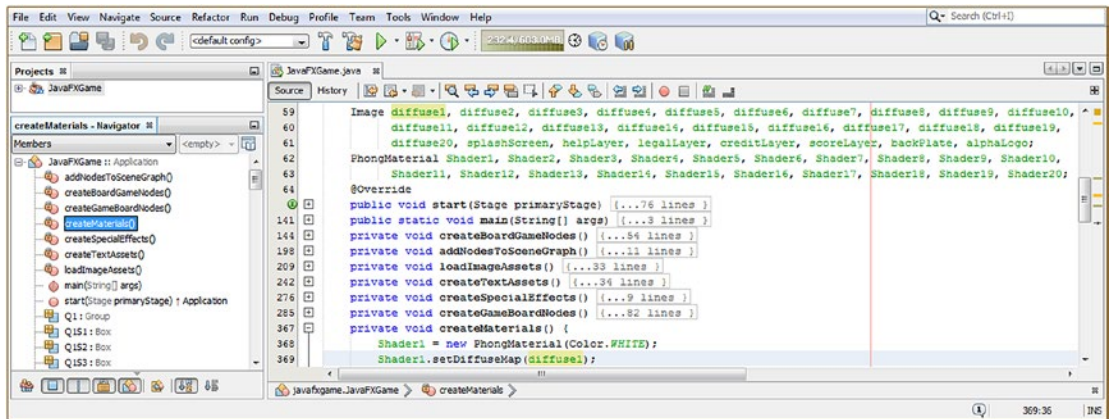 File Edit View Navigate Source Refactor Run Debug Profile Team Tools Window Help
Search (Ctrl+I)
<default config>
232.4/603.0MB
Projects
JavaFXGame
createMaterials - Navigator
Members
<empty>
JavaFXGame :: Application
addNodesToSceneGraph()
createBoardGameNodes()
createGameBoardNodes()
createMaterials()
createSpecialEffects()
createTextAssets()
loadImageAssets()
main(String[] args)
start(Stage primaryStage) ↑ Application
Q1 : Group
Q1S1 : Box
Q1S2 : Box
Q1S3 : Box
JavaFXGame.java
Source History
59 Image diffuse1, diffuse2, diffuse3, diffuse4, diffuse5, diffuse6, diffuse7, diffuse8, diffuse9, diffuse10,
60 diffuse11, diffuse12, diffuse13, diffuse14, diffuse15, diffuse16, diffuse17, diffuse18, diffuse19,
61 diffuse20, splashScreen, helpLayer, legalLayer, creditLayer, scoreLayer, backPlate, alphaLogo;
62 PhongMaterial Shader1, Shader2, Shader3, Shader4, Shader5, Shader6, Shader7, Shader8, Shader9, Shader10,
63 Shader11, Shader12, Shader13, Shader14, Shader15, Shader16, Shader17, Shader18, Shader19, Shader20;
64 @Override
public void start(Stage primaryStage) {...76 lines }
141 public static void main(String[] args) {...3 lines }
144 private void createBoardGameNodes() {...54 lines }
198 private void addNodesToSceneGraph() {...11 lines }
209 private void loadImageAssets() {...33 lines }
242 private void createTextAssets() {...34 lines }
276 private void createSpecialEffects() {...9 lines }
285 private void createGameBoardNodes() {...82 lines }
367 private void createMaterials() {
368 Shader1 = new PhongMaterial(Color.WHITE);
369 Shader1.setDiffuseMap(diffuse1);
javafxgame.JavaFXGame createMaterials
369:36 INS